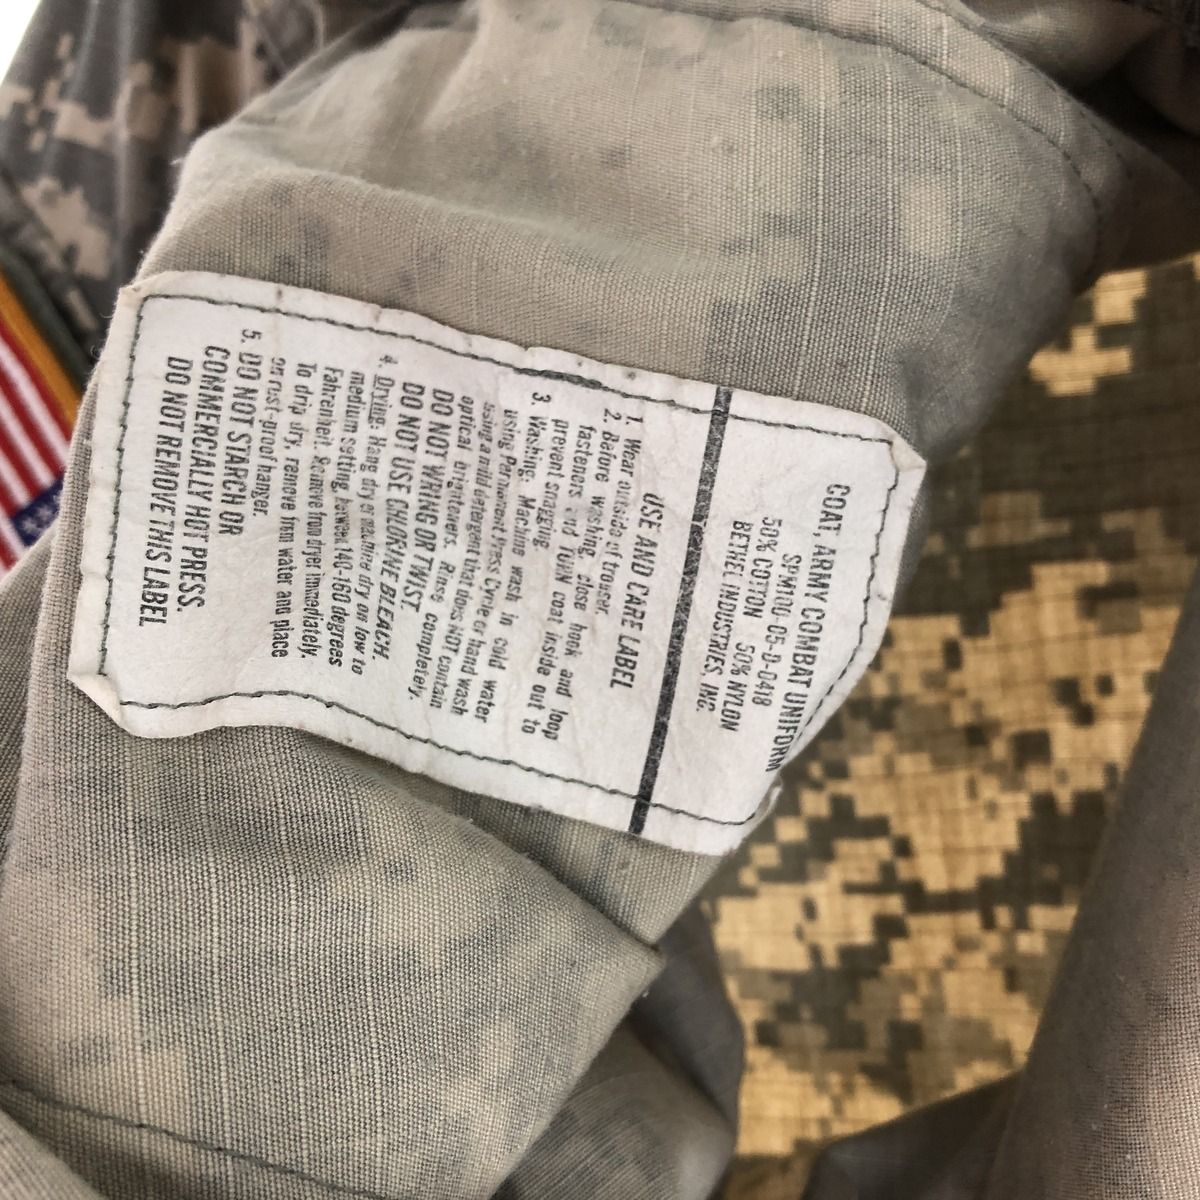 COAT, ARMY COMBAT UNIFORM
SPM1OU-05-D-D418
50% COTTON 50% NYLON
BETHEL INDUSTRIES, INC.
USE AND CARE LABEL
1. Wear outside of trouser.
2. Before washing, close hook and loop
fasteners and TURN coat inside out to
prevent snagging.
3. Washing: Machine wash in cold water
using Permanent Press Cycle or hand wash
using a mild detergent that does NOT contain
optical brighteners. Rinse completely.
DO NOT WRING OR TWIST.
DO NOT USE CHLORINE BLEACH.
4. Drying: Hang dry or machine dry on low to
medium setting, between 140-160 degrees
Fahrenheit. Remove from dryer immediately.
To drip dry, remove from water and place
on rust-proof hanger.
5. DO NOT STARCH OR
COMMERCIALLY HOT PRESS.
DO NOT REMOVE THIS LABEL